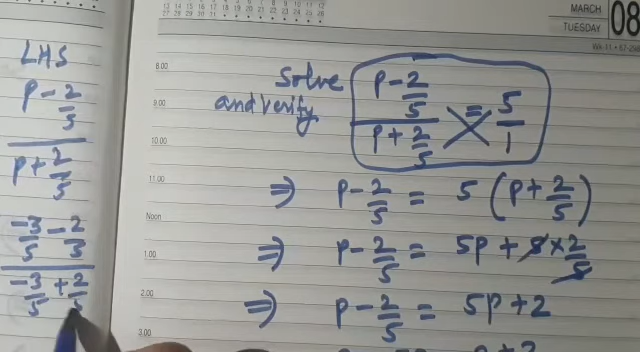 MARCH
08
TUESDAY
LHS
p - 2/5
p + 2/5
-3/5 - 2/3
-3/5 + 2/5
Solve and verify
(p - 2/5)/(p + 2/5) = 5/1
8.00
9.00
10.00
11.00
⇒ p - 2/5 = 5 (p + 2/5)
Noon
1.00
⇒ p - 2/5 = 5p + 5 × 2/5
2.00
⇒ p - 2/5 = 5p + 2
3.00